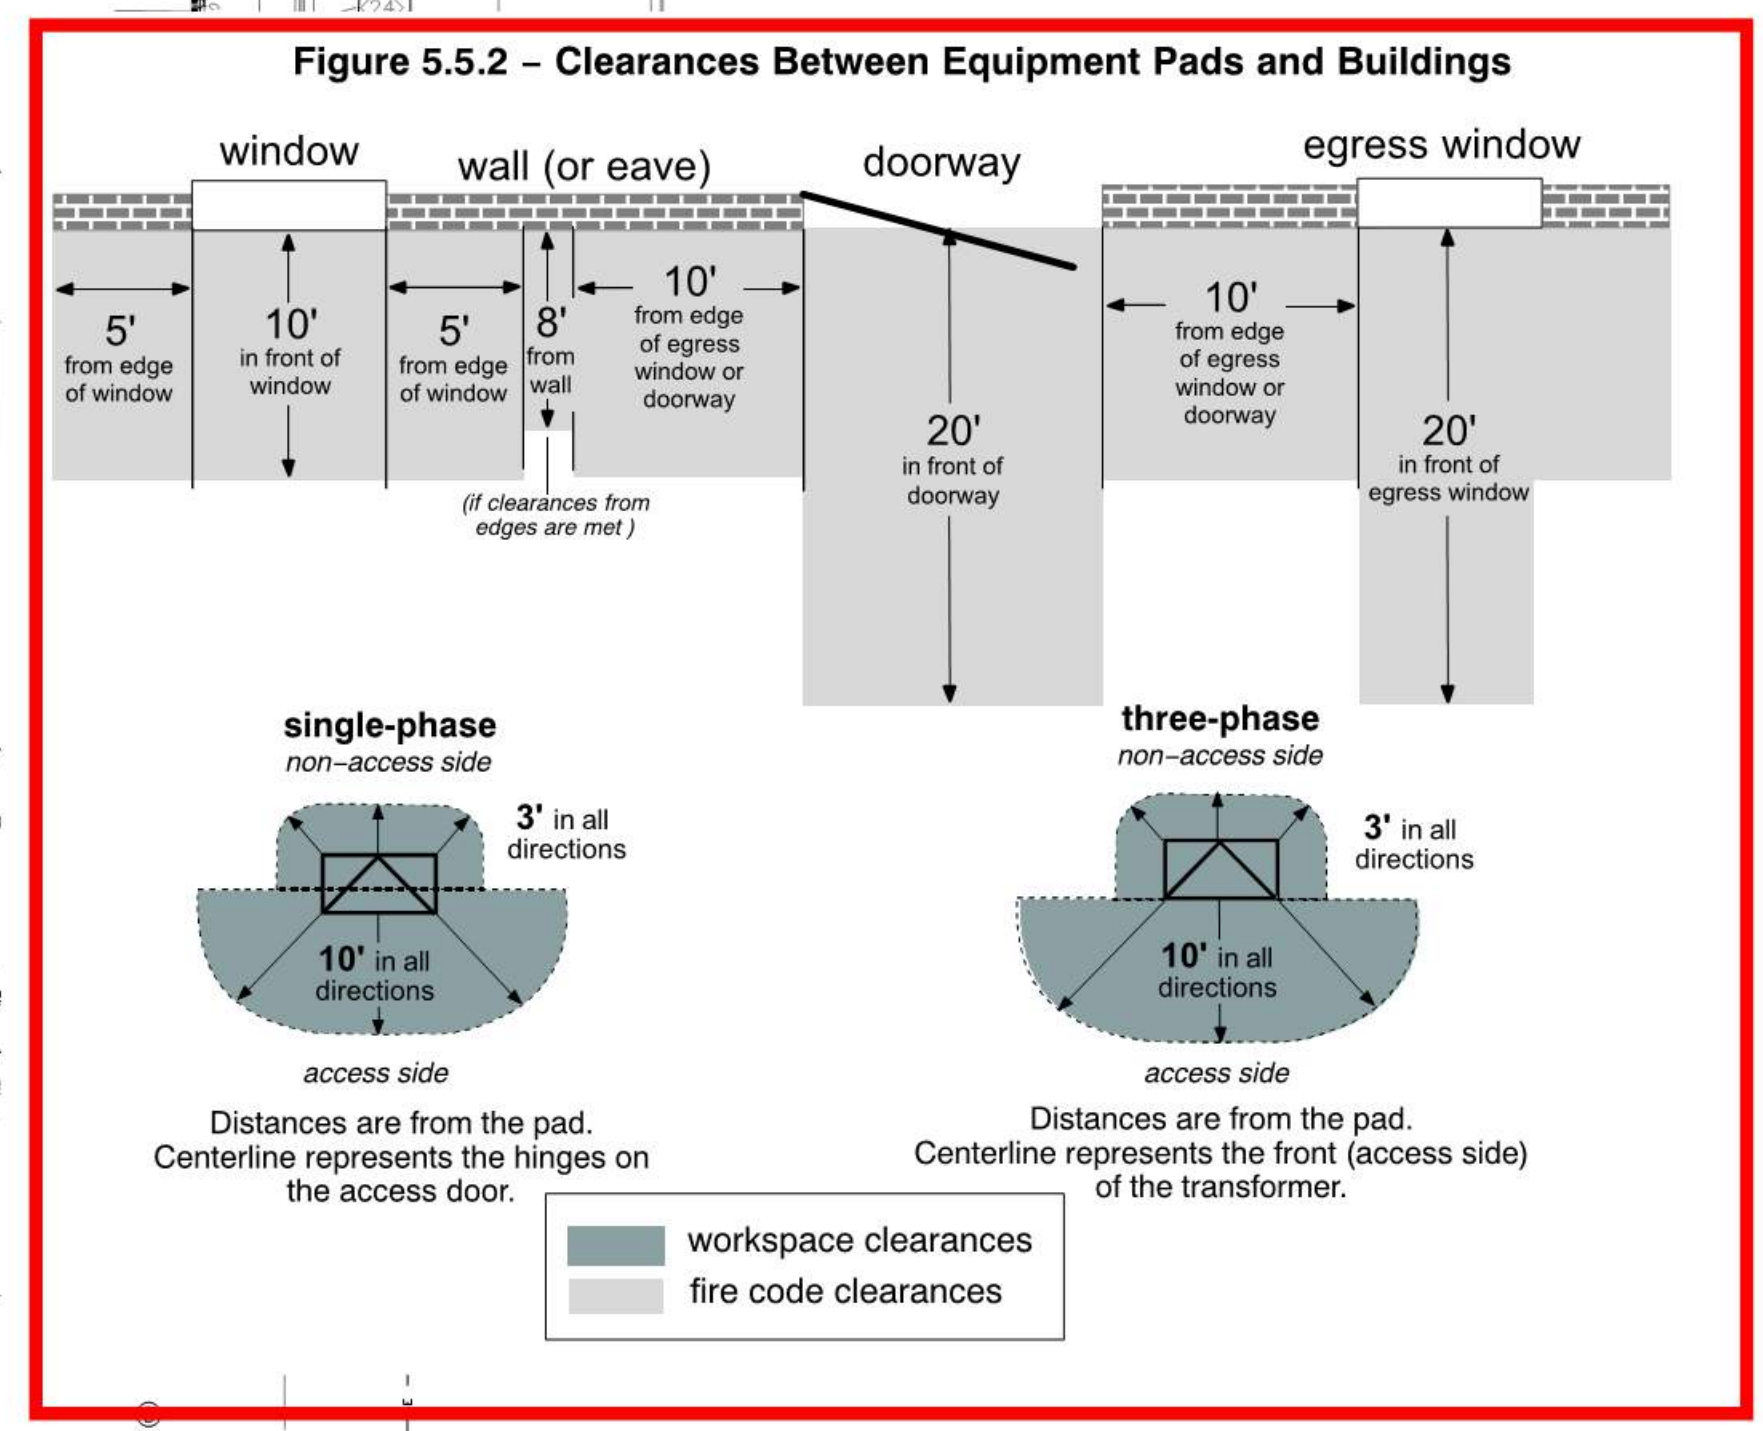 <24>
Figure 5.5.2 – Clearances Between Equipment Pads and Buildings
window
wall (or eave)
doorway
egress window
5'
from edge
of window
10'
in front of
window
5'
from edge
of window
8'
from
wall
(if clearances from
edges are met )
10'
from edge
of egress
window or
doorway
20'
in front of
doorway
10'
from edge
of egress
window or
doorway
20'
in front of
egress window
single-phase
non–access side
3' in all
directions
10' in all
directions
access side
Distances are from the pad.
Centerline represents the hinges on
the access door.
three-phase
non–access side
3' in all
directions
10' in all
directions
access side
Distances are from the pad.
Centerline represents the front (access side)
of the transformer.
workspace clearances
fire code clearances